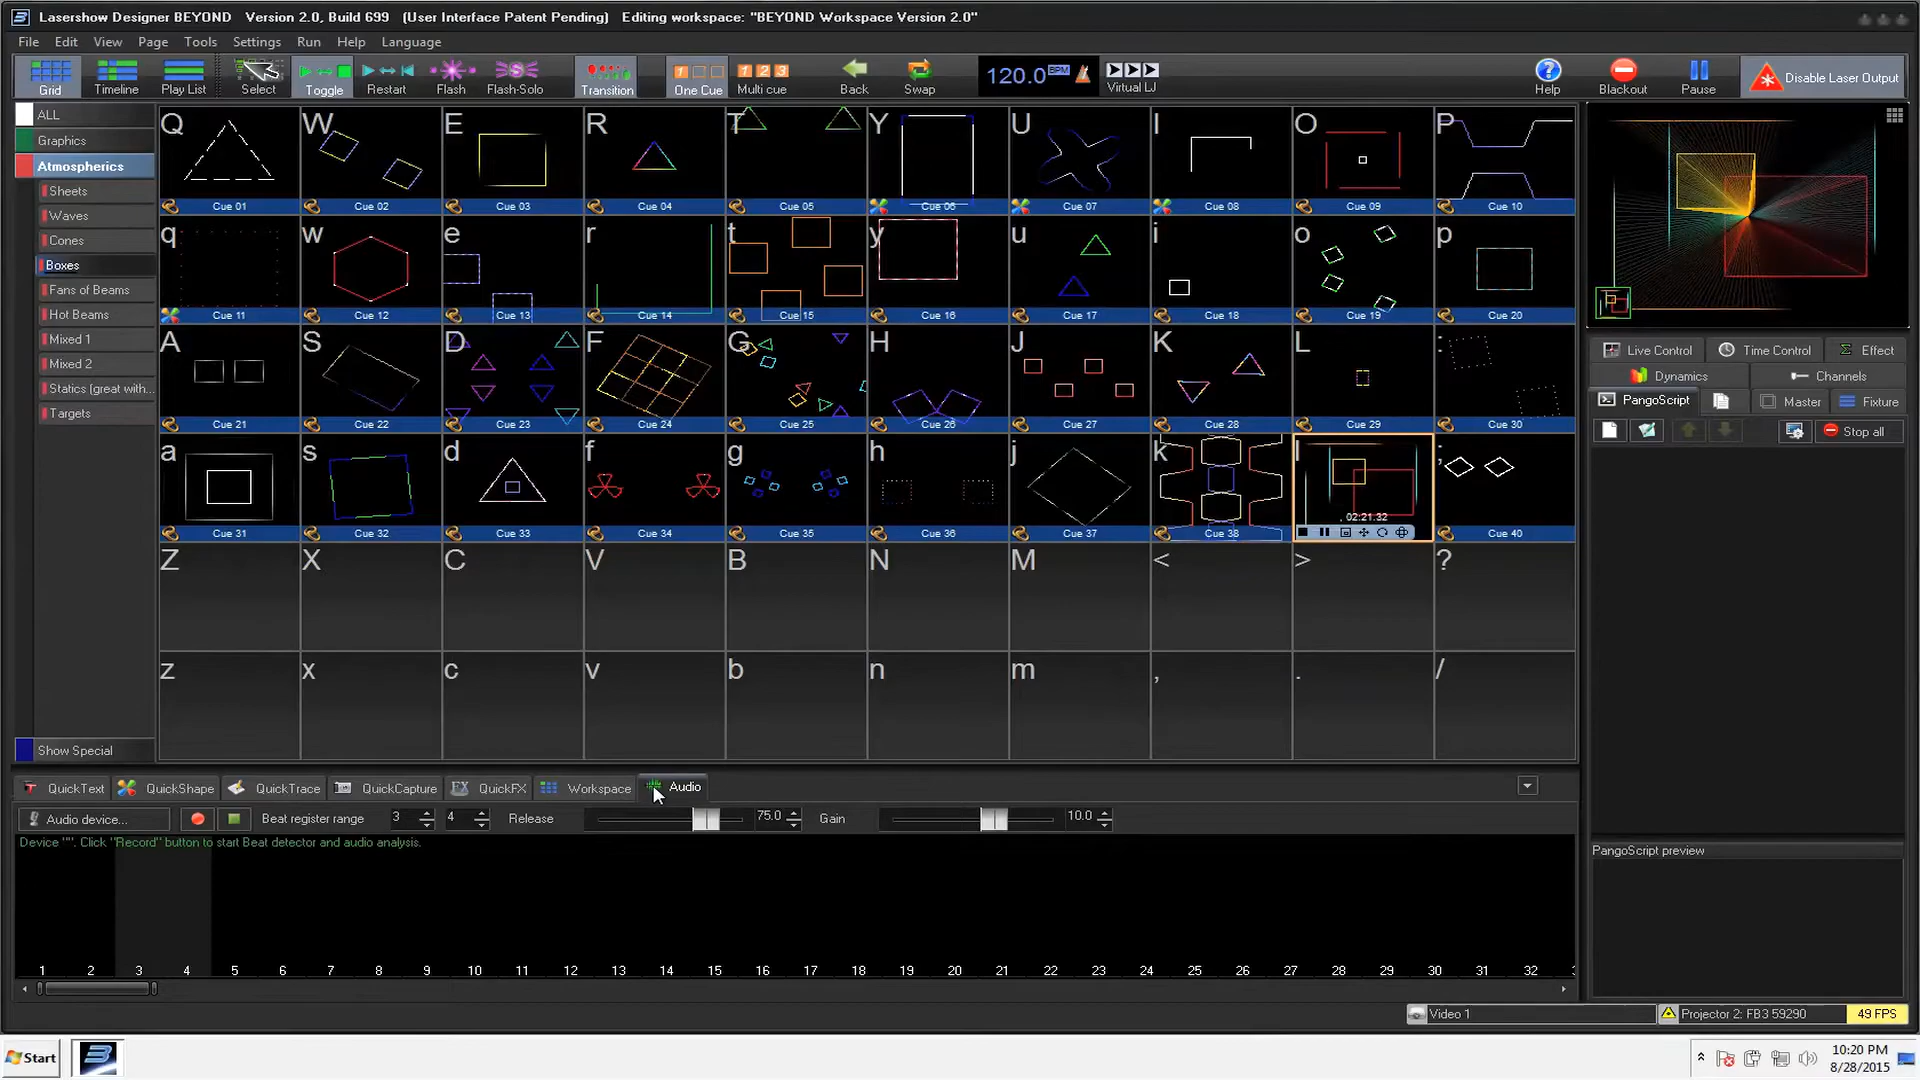 Lasershow Designer BEYOND   Version 2.0, Build 699   (User Interface Patent Pending)   Editing workspace: "BEYOND Workspace Version 2.0"
File Edit View Page Tools Settings Run Help Language
Grid Timeline Play List Select Toggle Restart Flash Flash-Solo Transition One Cue Multi cue Back Swap 120.0 BPM Virtual LJ Help Blackout Pause Disable Laser Output
ALL
Graphics
Atmospherics
Sheets
Waves
Cones
Boxes
Fans of Beams
Hot Beams
Mixed 1
Mixed 2
Statics (great with...
Targets
Show Special
Q W E R T Y U I O P
Cue 01 Cue 02 Cue 03 Cue 04 Cue 05 Cue 06 Cue 07 Cue 08 Cue 09 Cue 10
q w e r t y u i o p
Cue 11 Cue 12 Cue 13 Cue 14 Cue 15 Cue 16 Cue 17 Cue 18 Cue 19 Cue 20
A S D F G H J K L :
Cue 21 Cue 22 Cue 23 Cue 24 Cue 25 Cue 26 Cue 27 Cue 28 Cue 29 Cue 30
a s d f g h j k l ;
02:21.32
Cue 31 Cue 32 Cue 33 Cue 34 Cue 35 Cue 36 Cue 37 Cue 38 Cue 40
Z X C V B N M < > ?
z x c v b n m , . /
Live Control Time Control Effect
Dynamics Channels
PangoScript Master Fixture
Stop all
PangoScript preview
QuickText QuickShape QuickTrace QuickCapture FX QuickFX Workspace Audio
Audio device... Beat register range 3 4 Release 75.0 Gain 10.0
Device "". Click "Record" button to start Beat detector and audio analysis.
1 2 3 4 5 6 7 8 9 10 11 12 13 14 15 16 17 18 19 20 21 22 23 24 25 26 27 28 29 30 31 32
Video 1 Projector 2: FB3 59290 49 FPS
Start 10:20 PM
8/28/2015